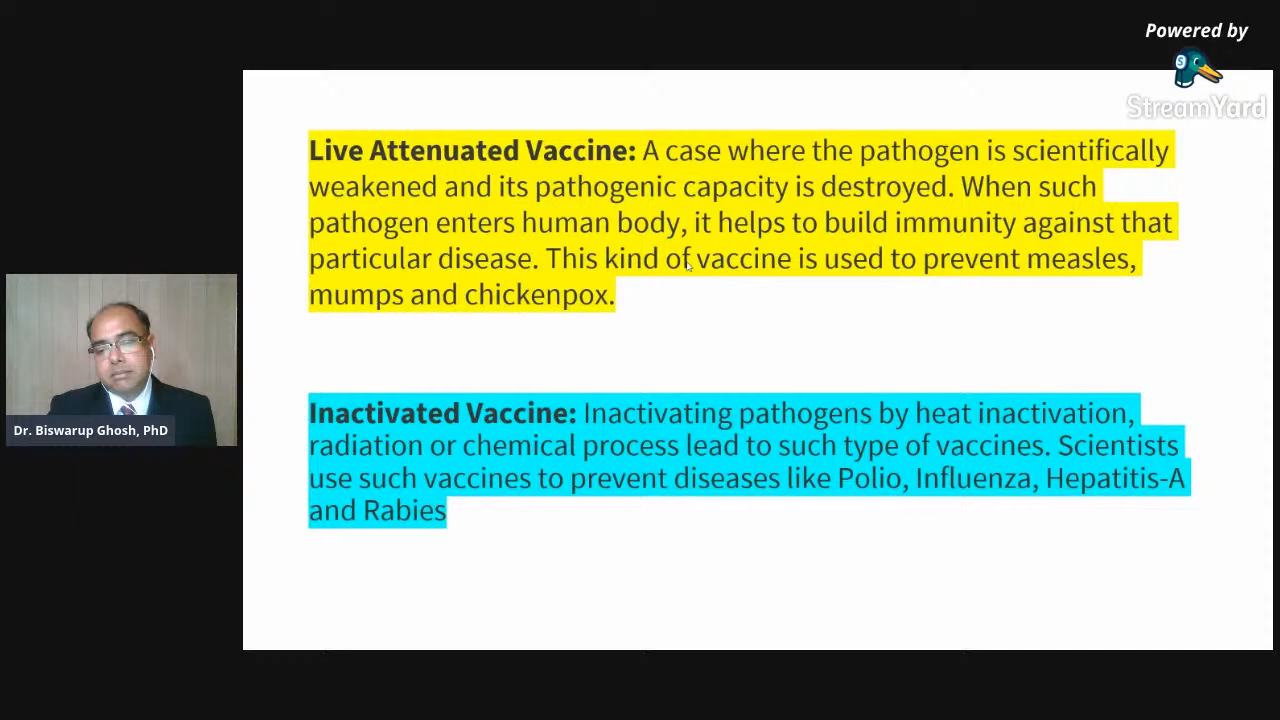 Powered by
StreamYard
Live Attenuated Vaccine: A case where the pathogen is scientifically
weakened and its pathogenic capacity is destroyed. When such
pathogen enters human body, it helps to build immunity against that
particular disease. This kind of vaccine is used to prevent measles,
mumps and chickenpox.
Inactivated Vaccine: Inactivating pathogens by heat inactivation,
radiation or chemical process lead to such type of vaccines. Scientists
use such vaccines to prevent diseases like Polio, Influenza, Hepatitis-A
and Rabies
Dr. Biswarup Ghosh, PhD